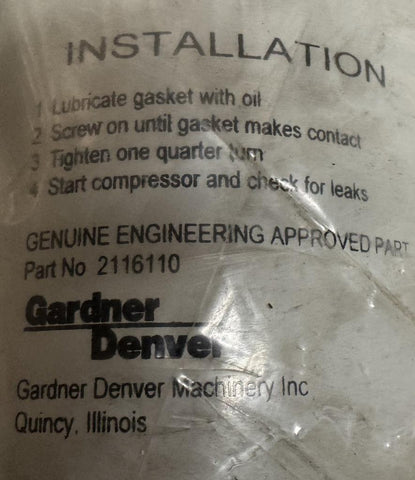 INSTALLATION
1 Lubricate gasket with oil
2 Screw on until gasket makes contact
3 Tighten one quarter turn
4 Start compressor and check for leaks
GENUINE ENGINEERING APPROVED PART
Part No 2116110
Gardner
Denver
Gardner Denver Machinery Inc
Quincy, Illinois